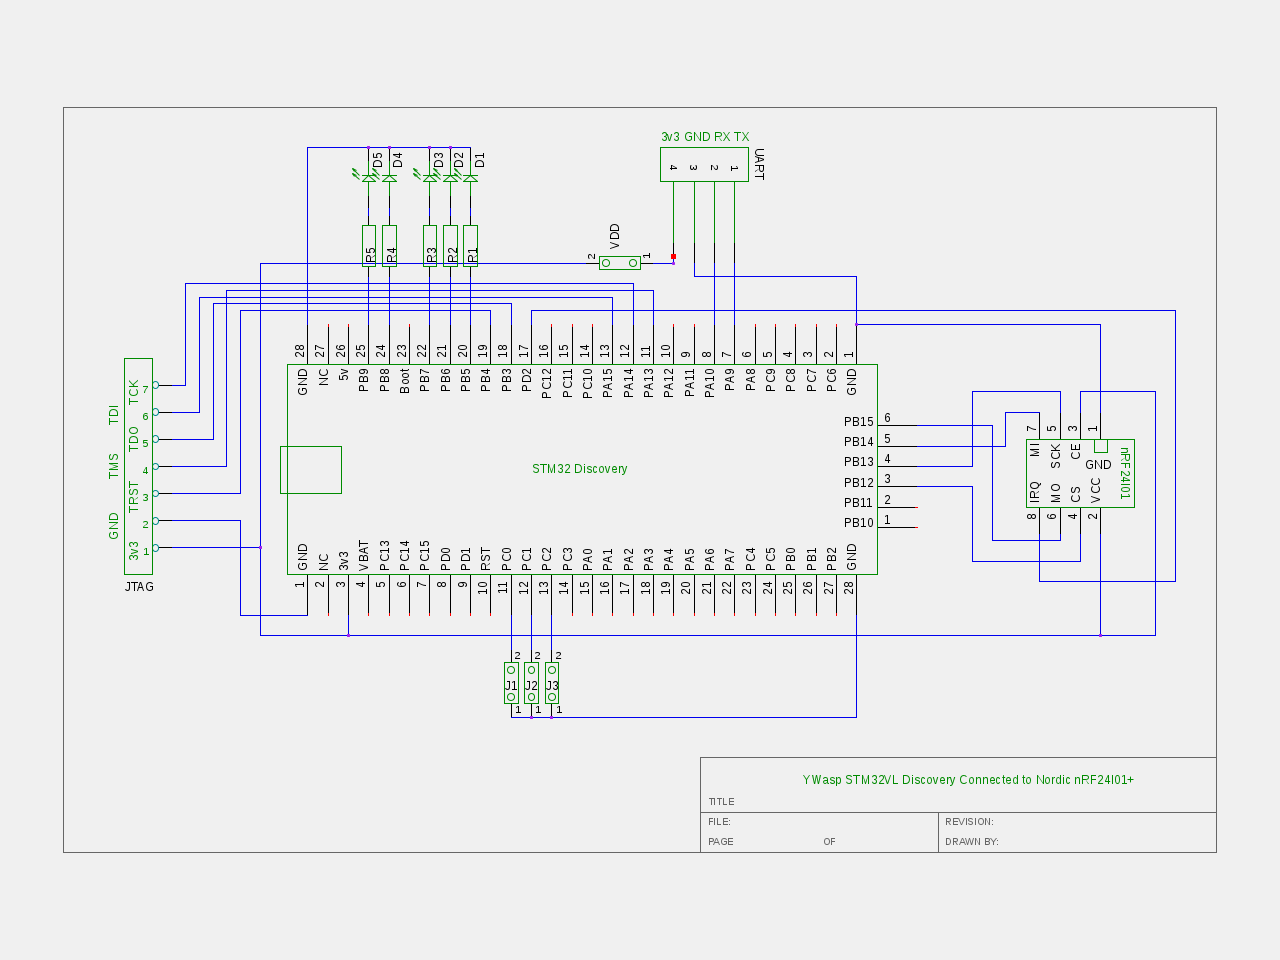 3v3 GND RX TX
4 3 2 1
UART
D5 D4 D3 D2 D1
R5 R4 R3 R2 R1
VDD
2 1
28 27 26 25 24 23 22 21 20 19 18 17 16 15 14 13 12 11 10 9 8 7 6 5 4 3 2 1
GND NC 5v PB9 PB8 Boot PB7 PB6 PB5 PB4 PB3 PD2 PC12 PC11 PC10 PA15 PA14 PA13 PA12 PA11 PA10 PA9 PA8 PC9 PC8 PC7 PC6 GND
TCK 7
TDI 6
TDO 5
TMS 4
TRST 3
GND 2
3v3 1
JTAG
STM32 Discovery
PB15 6
PB14 5
PB13 4
PB12 3
PB11 2
PB10 1
7 5 3 1
MI SCK CE GND
IRQ MO CS VCC
8 6 4 2
nRF24l01
GND NC 3v3 VBAT PC13 PC14 PC15 PD0 PD1 RST PC0 PC1 PC2 PC3 PA0 PA1 PA2 PA3 PA4 PA5 PA6 PA7 PC4 PC5 PB0 PB1 PB2 GND
1 2 3 4 5 6 7 8 9 10 11 12 13 14 15 16 17 18 19 20 21 22 23 24 25 26 27 28
2 2 2
J1 J2 J3
1 1 1
YWasp STM32VL Discovery Connected to Nordic nRF24l01+
TITLE
FILE: REVISION:
PAGE OF DRAWN BY: